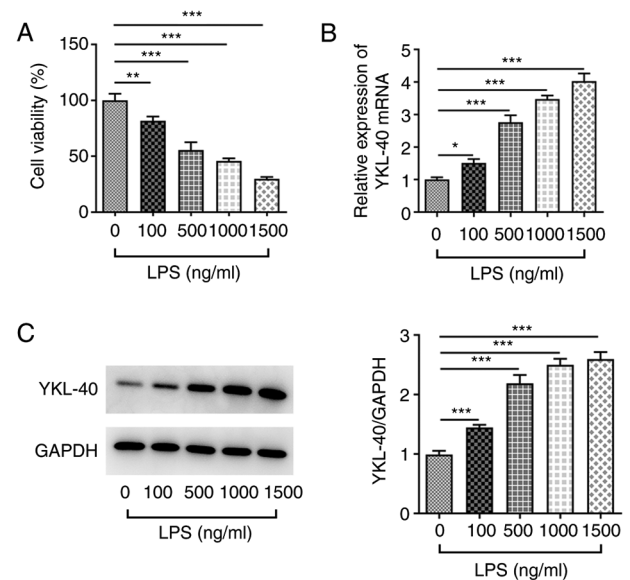 A
***
***
***
**
Cell viability (%)
150
100
50
0
0 100 500 1000 1500
LPS (ng/ml)
B
***
***
***
*
Relative expression of
YKL-40 mRNA
5
4
3
2
1
0
0 100 500 1000 1500
LPS (ng/ml)
C
YKL-40
GAPDH
0 100 500 1000 1500
LPS (ng/ml)
***
***
***
***
YKL-40/GAPDH
3
2
1
0
0 100 500 1000 1500
LPS (ng/ml)